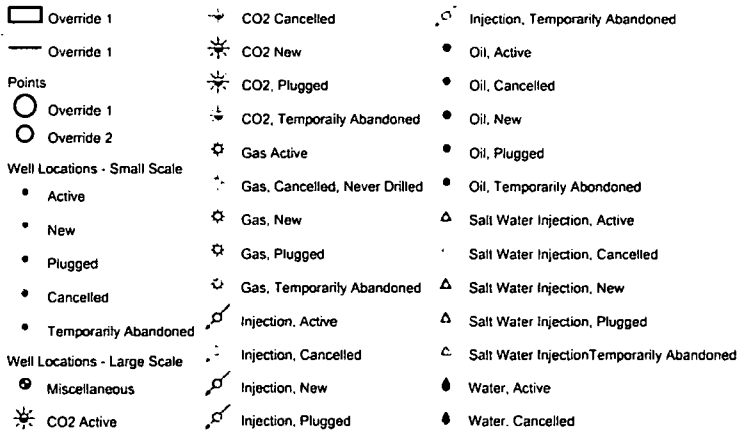 Override 1
Override 1
Points
Override 1
Override 2
Well Locations - Small Scale
Active
New
Plugged
Cancelled
Temporarily Abandoned
Well Locations - Large Scale
Miscellaneous
CO2 Active
CO2 Cancelled
CO2 New
CO2, Plugged
CO2, Temporaily Abandoned
Gas Active
Gas, Cancelled, Never Drilled
Gas, New
Gas, Plugged
Gas, Temporarily Abandoned
Injection, Active
Injection, Cancelled
Injection, New
Injection, Plugged
Injection, Temporarily Abandoned
Oil, Active
Oil, Cancelled
Oil, New
Oil, Plugged
Oil, Temporarily Abondoned
Salt Water Injection, Active
Salt Water Injection, Cancelled
Salt Water Injection, New
Salt Water Injection, Plugged
Salt Water InjectionTemporarily Abandoned
Water, Active
Water. Cancelled